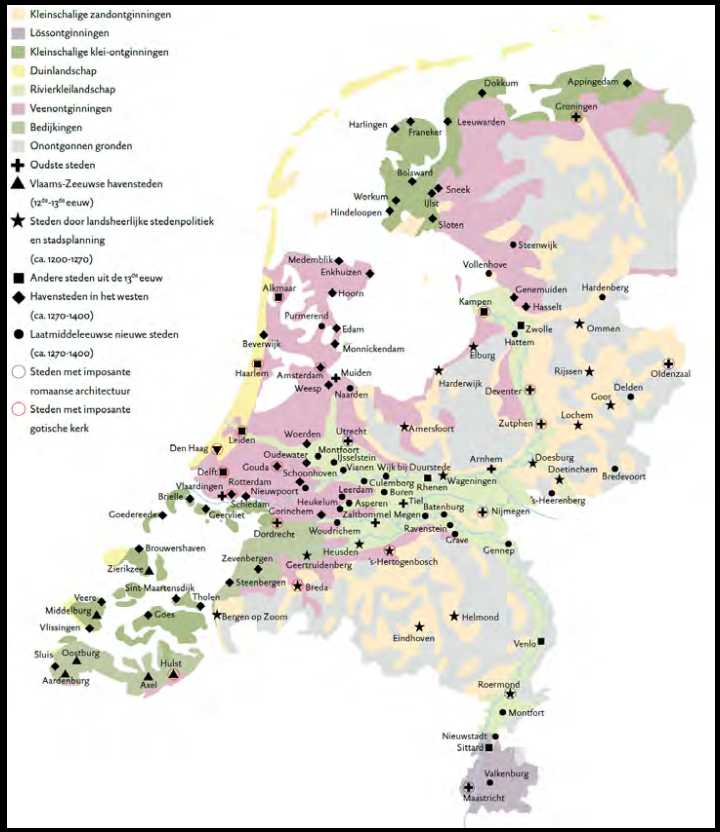 Kleinschalige zandontginningen
Lössontginningen
Kleinschalige klei-ontginningen
Duinlandschap
Rivierkleilandschap
Veenontginningen
Bedijkingen
Onontgonnen gronden
Oudste steden
Vlaams-Zeeuwse havensteden
(12de-13de eeuw)
Steden door landsheerlijke stedenpolitiek
en stadsplanning
(ca. 1200-1270)
Andere steden uit de 13de eeuw
Havensteden in het westen
(ca. 1270-1400)
Laatmiddeleeuwse nieuwe steden
(ca. 1270-1400)
Steden met imposante
romaanse architectuur
Steden met imposante
gotische kerk
Dokkum
Appingedam
Groningen
Harlingen
Franeker
Leeuwarden
Bolsward
Sneek
Workum
IJlst
Hindeloopen
Sloten
Steenwijk
Medemblik
Vollenhove
Enkhuizen
Alkmaar
Hoorn
Genemuiden
Hardenberg
Kampen
Hasselt
Purmerend
Edam
Zwolle
Ommen
Beverwijk
Monnickendam
Hattem
Elburg
Haarlem
Amsterdam
Muiden
Harderwijk
Rijssen
Oldenzaal
Weesp
Naarden
Deventer
Delden
Goor
Lochem
Leiden
Woerden
Utrecht
Amersfoort
Zutphen
Den Haag
Oudewater
Montfoort
IJsselstein
Arnhem
Doesburg
Delft
Gouda
Schoonhoven
Vianen
Wijk bij Duurstede
Doetinchem
Bredevoort
Vlaardingen
Rotterdam
Culemborg
Rhenen
Wageningen
Brielle
Schiedam
Nieuwpoort
Leerdam
Buren
's-Heerenberg
Goedereede
Geervliet
Heukelum
Asperen
Tiel
Batenburg
Gorinchem
Zaltbommel
Megen
Nijmegen
Dordrecht
Woudrichem
Ravenstein
Brouwershaven
Heusden
Grave
Zierikzee
Zevenbergen
Geertruidenberg
's-Hertogenbosch
Gennep
Sint-Maartensdijk
Steenbergen
Breda
Veere
Tholen
Middelburg
Goes
Bergen op Zoom
Helmond
Vlissingen
Eindhoven
Sluis
Oostburg
Hulst
Venlo
Aardenburg
Axel
Roermond
Montfort
Nieuwstadt
Sittard
Valkenburg
Maastricht